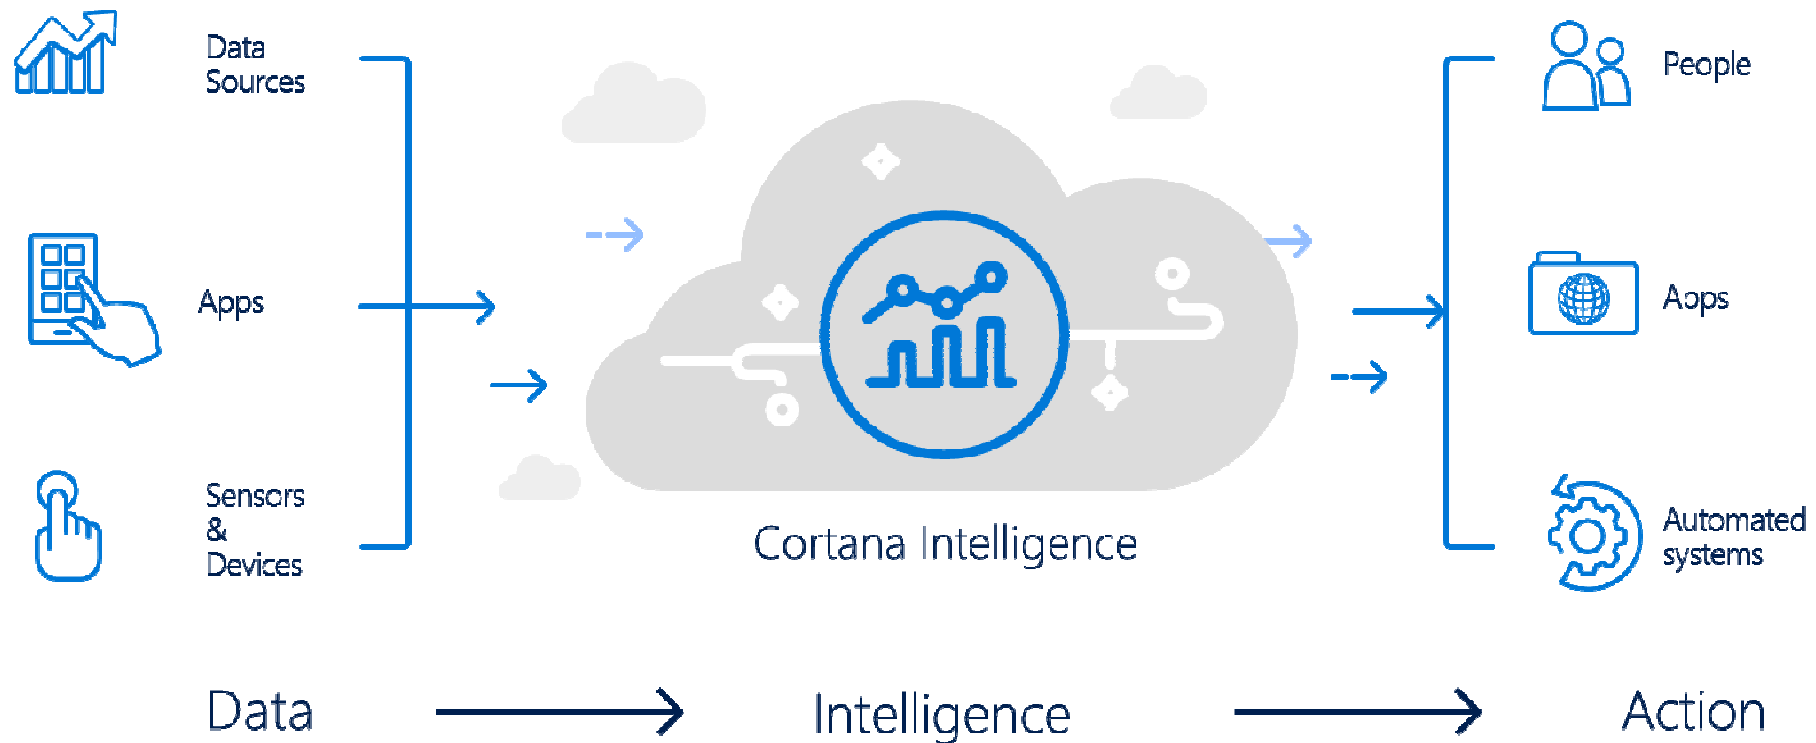 Data
Sources
Apps
Sensors
&
Devices
Cortana Intelligence
People
Apps
Automated
systems
Data
Intelligence
Action